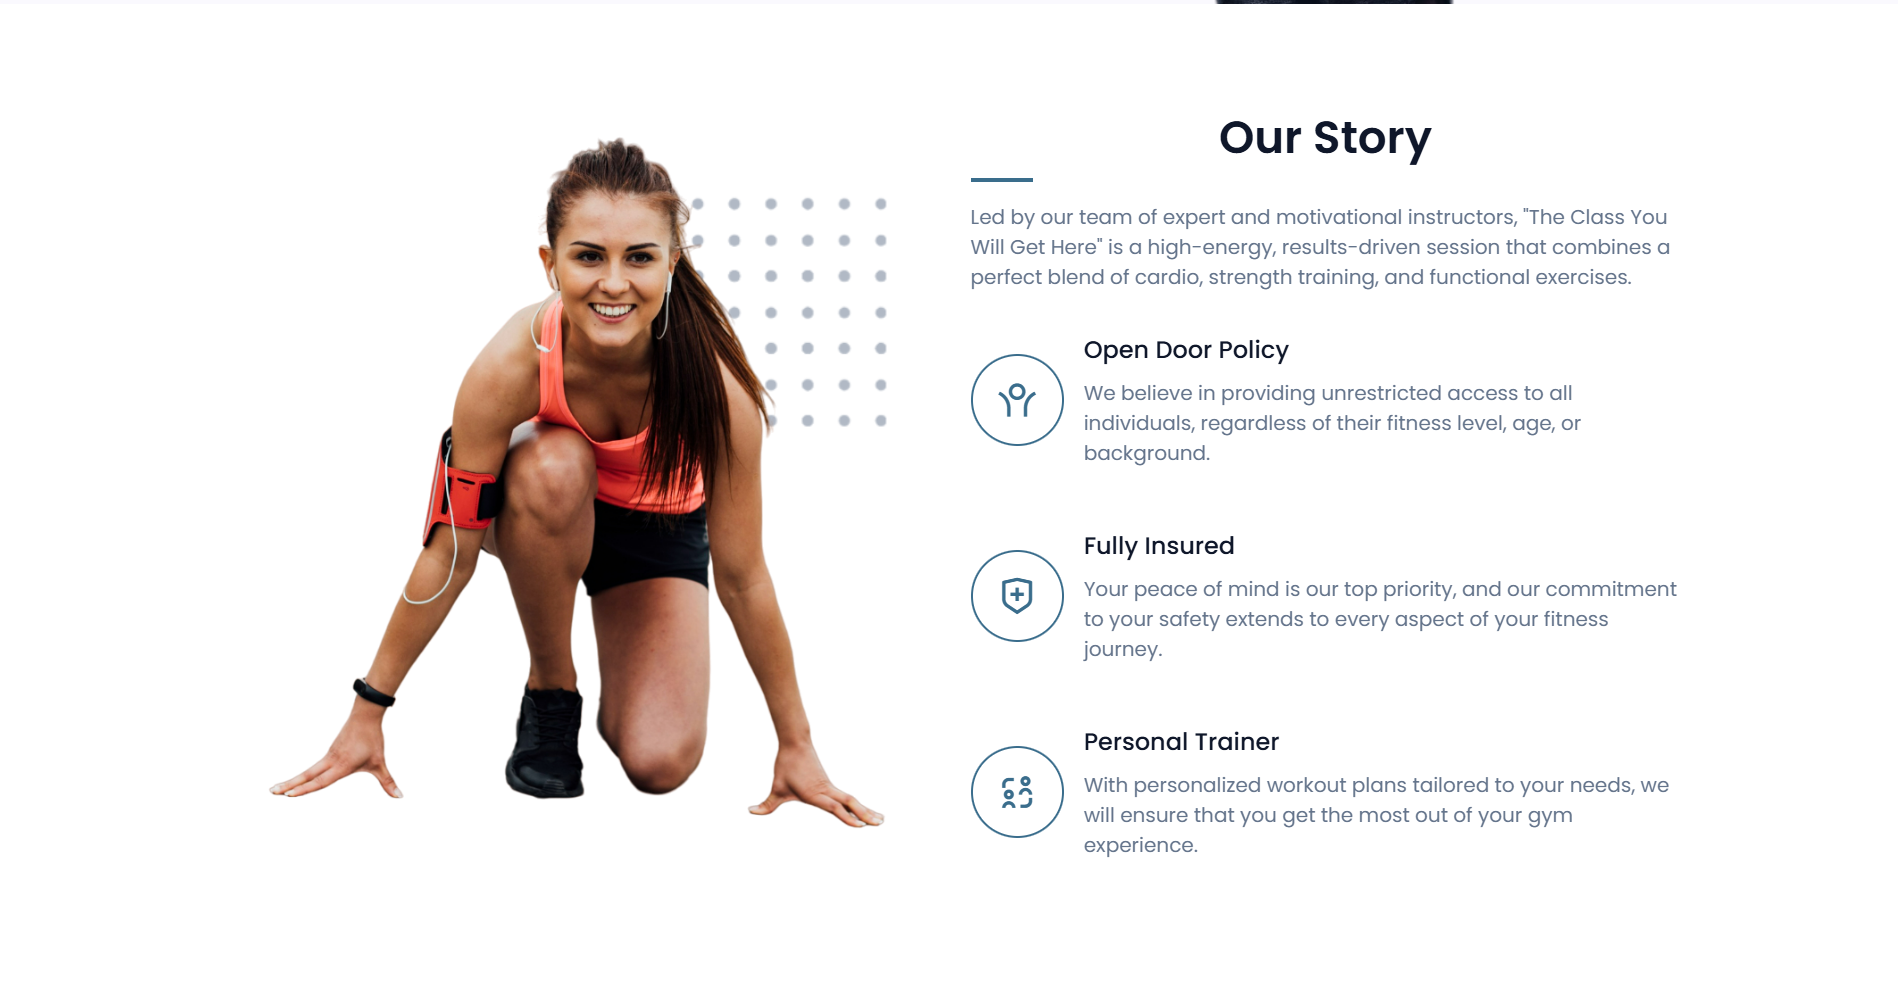 Our Story
Led by our team of expert and motivational instructors, "The Class You
Will Get Here" is a high-energy, results-driven session that combines a
perfect blend of cardio, strength training, and functional exercises.
Open Door Policy
We believe in providing unrestricted access to all
individuals, regardless of their fitness level, age, or
background.
Fully Insured
Your peace of mind is our top priority, and our commitment
to your safety extends to every aspect of your fitness
journey.
Personal Trainer
With personalized workout plans tailored to your needs, we
will ensure that you get the most out of your gym
experience.